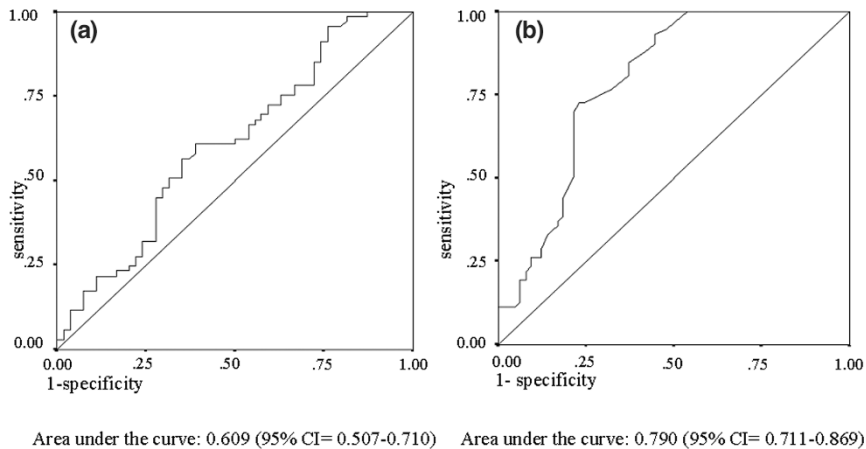 (a)
1.00
.75
.50
.25
0.00
sensitivity
0.00 .25 .50 .75 1.00
1-specificity
Area under the curve: 0.609 (95% CI= 0.507-0.710)
(b)
1.00
.75
.50
.25
0.00
sensitivity
0.00 .25 .50 .75 1.00
1- specificity
Area under the curve: 0.790 (95% CI= 0.711-0.869)